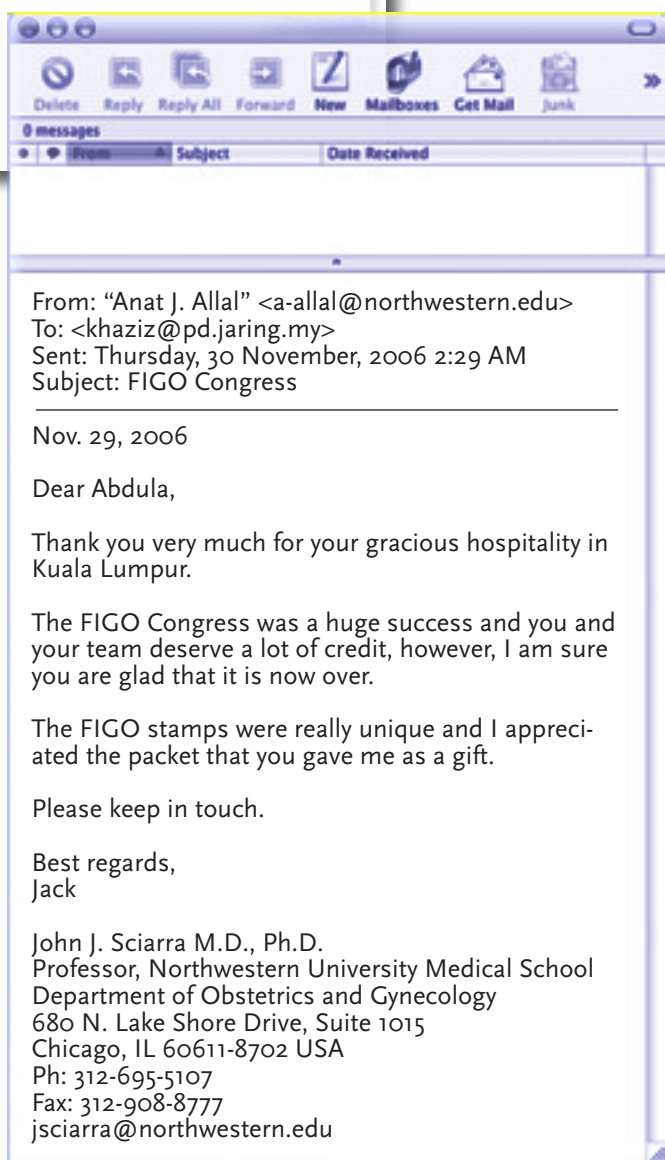 Delete Reply Reply All Forward New Mailboxes Get Mail Junk
0 messages
From Subject Date Received
From: “Anat J. Allal” <a-allal@northwestern.edu>
To: <khaziz@pd.jaring.my>
Sent: Thursday, 30 November, 2006 2:29 AM
Subject: FIGO Congress
Nov. 29, 2006
Dear Abdula,
Thank you very much for your gracious hospitality in
Kuala Lumpur.
The FIGO Congress was a huge success and you and
your team deserve a lot of credit, however, I am sure
you are glad that it is now over.
The FIGO stamps were really unique and I appreci-
ated the packet that you gave me as a gift.
Please keep in touch.
Best regards,
Jack
John J. Sciarra M.D., Ph.D.
Professor, Northwestern University Medical School
Department of Obstetrics and Gynecology
680 N. Lake Shore Drive, Suite 1015
Chicago, IL 60611-8702 USA
Ph: 312-695-5107
Fax: 312-908-8777
jsciarra@northwestern.edu